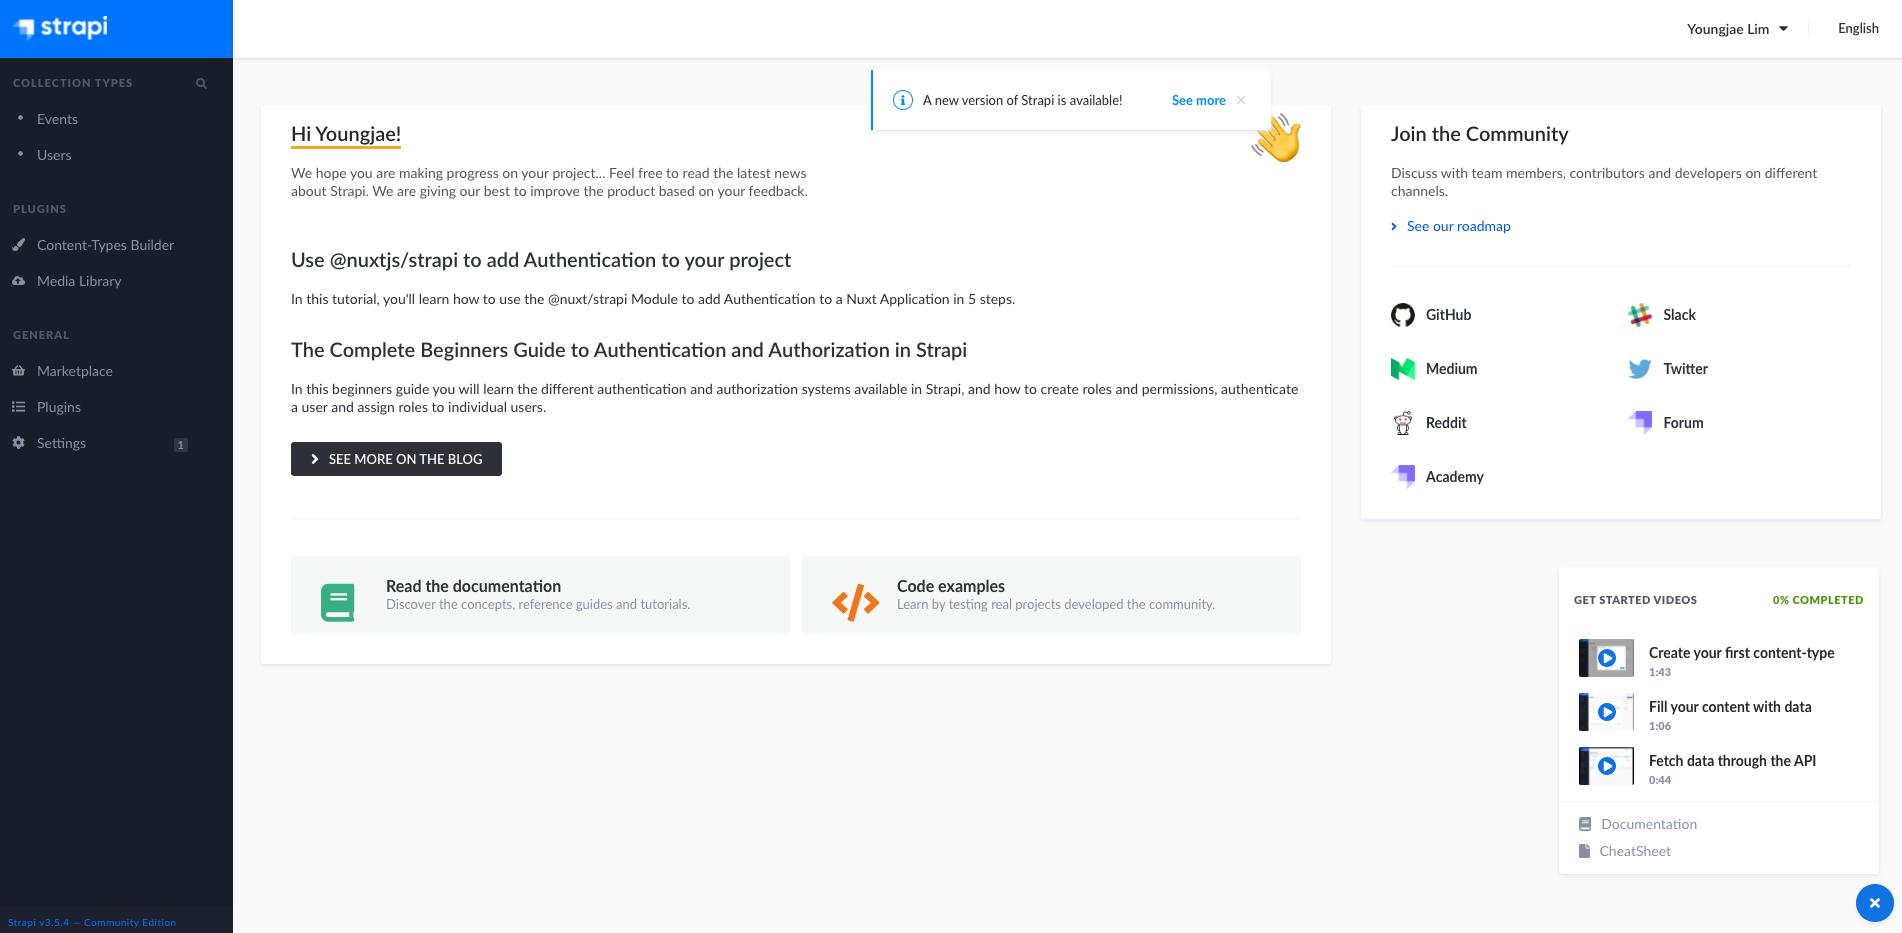 strapi
Youngjae Lim
English
COLLECTION TYPES
Events
Users
PLUGINS
Content-Types Builder
Media Library
GENERAL
Marketplace
Plugins
Settings
1
Strapi v3.5.4 — Community Edition
A new version of Strapi is available!
See more
Hi Youngjae!
We hope you are making progress on your project... Feel free to read the latest news
about Strapi. We are giving our best to improve the product based on your feedback.
Use @nuxtjs/strapi to add Authentication to your project
In this tutorial, you'll learn how to use the @nuxt/strapi Module to add Authentication to a Nuxt Application in 5 steps.
The Complete Beginners Guide to Authentication and Authorization in Strapi
In this beginners guide you will learn the different authentication and authorization systems available in Strapi, and how to create roles and permissions, authenticate
a user and assign roles to individual users.
SEE MORE ON THE BLOG
Read the documentation
Discover the concepts, reference guides and tutorials.
Code examples
Learn by testing real projects developed the community.
Join the Community
Discuss with team members, contributors and developers on different
channels.
See our roadmap
GitHub
Slack
Medium
Twitter
Reddit
Forum
Academy
GET STARTED VIDEOS
0% COMPLETED
Create your first content-type
1:43
Fill your content with data
1:06
Fetch data through the API
0:44
Documentation
CheatSheet